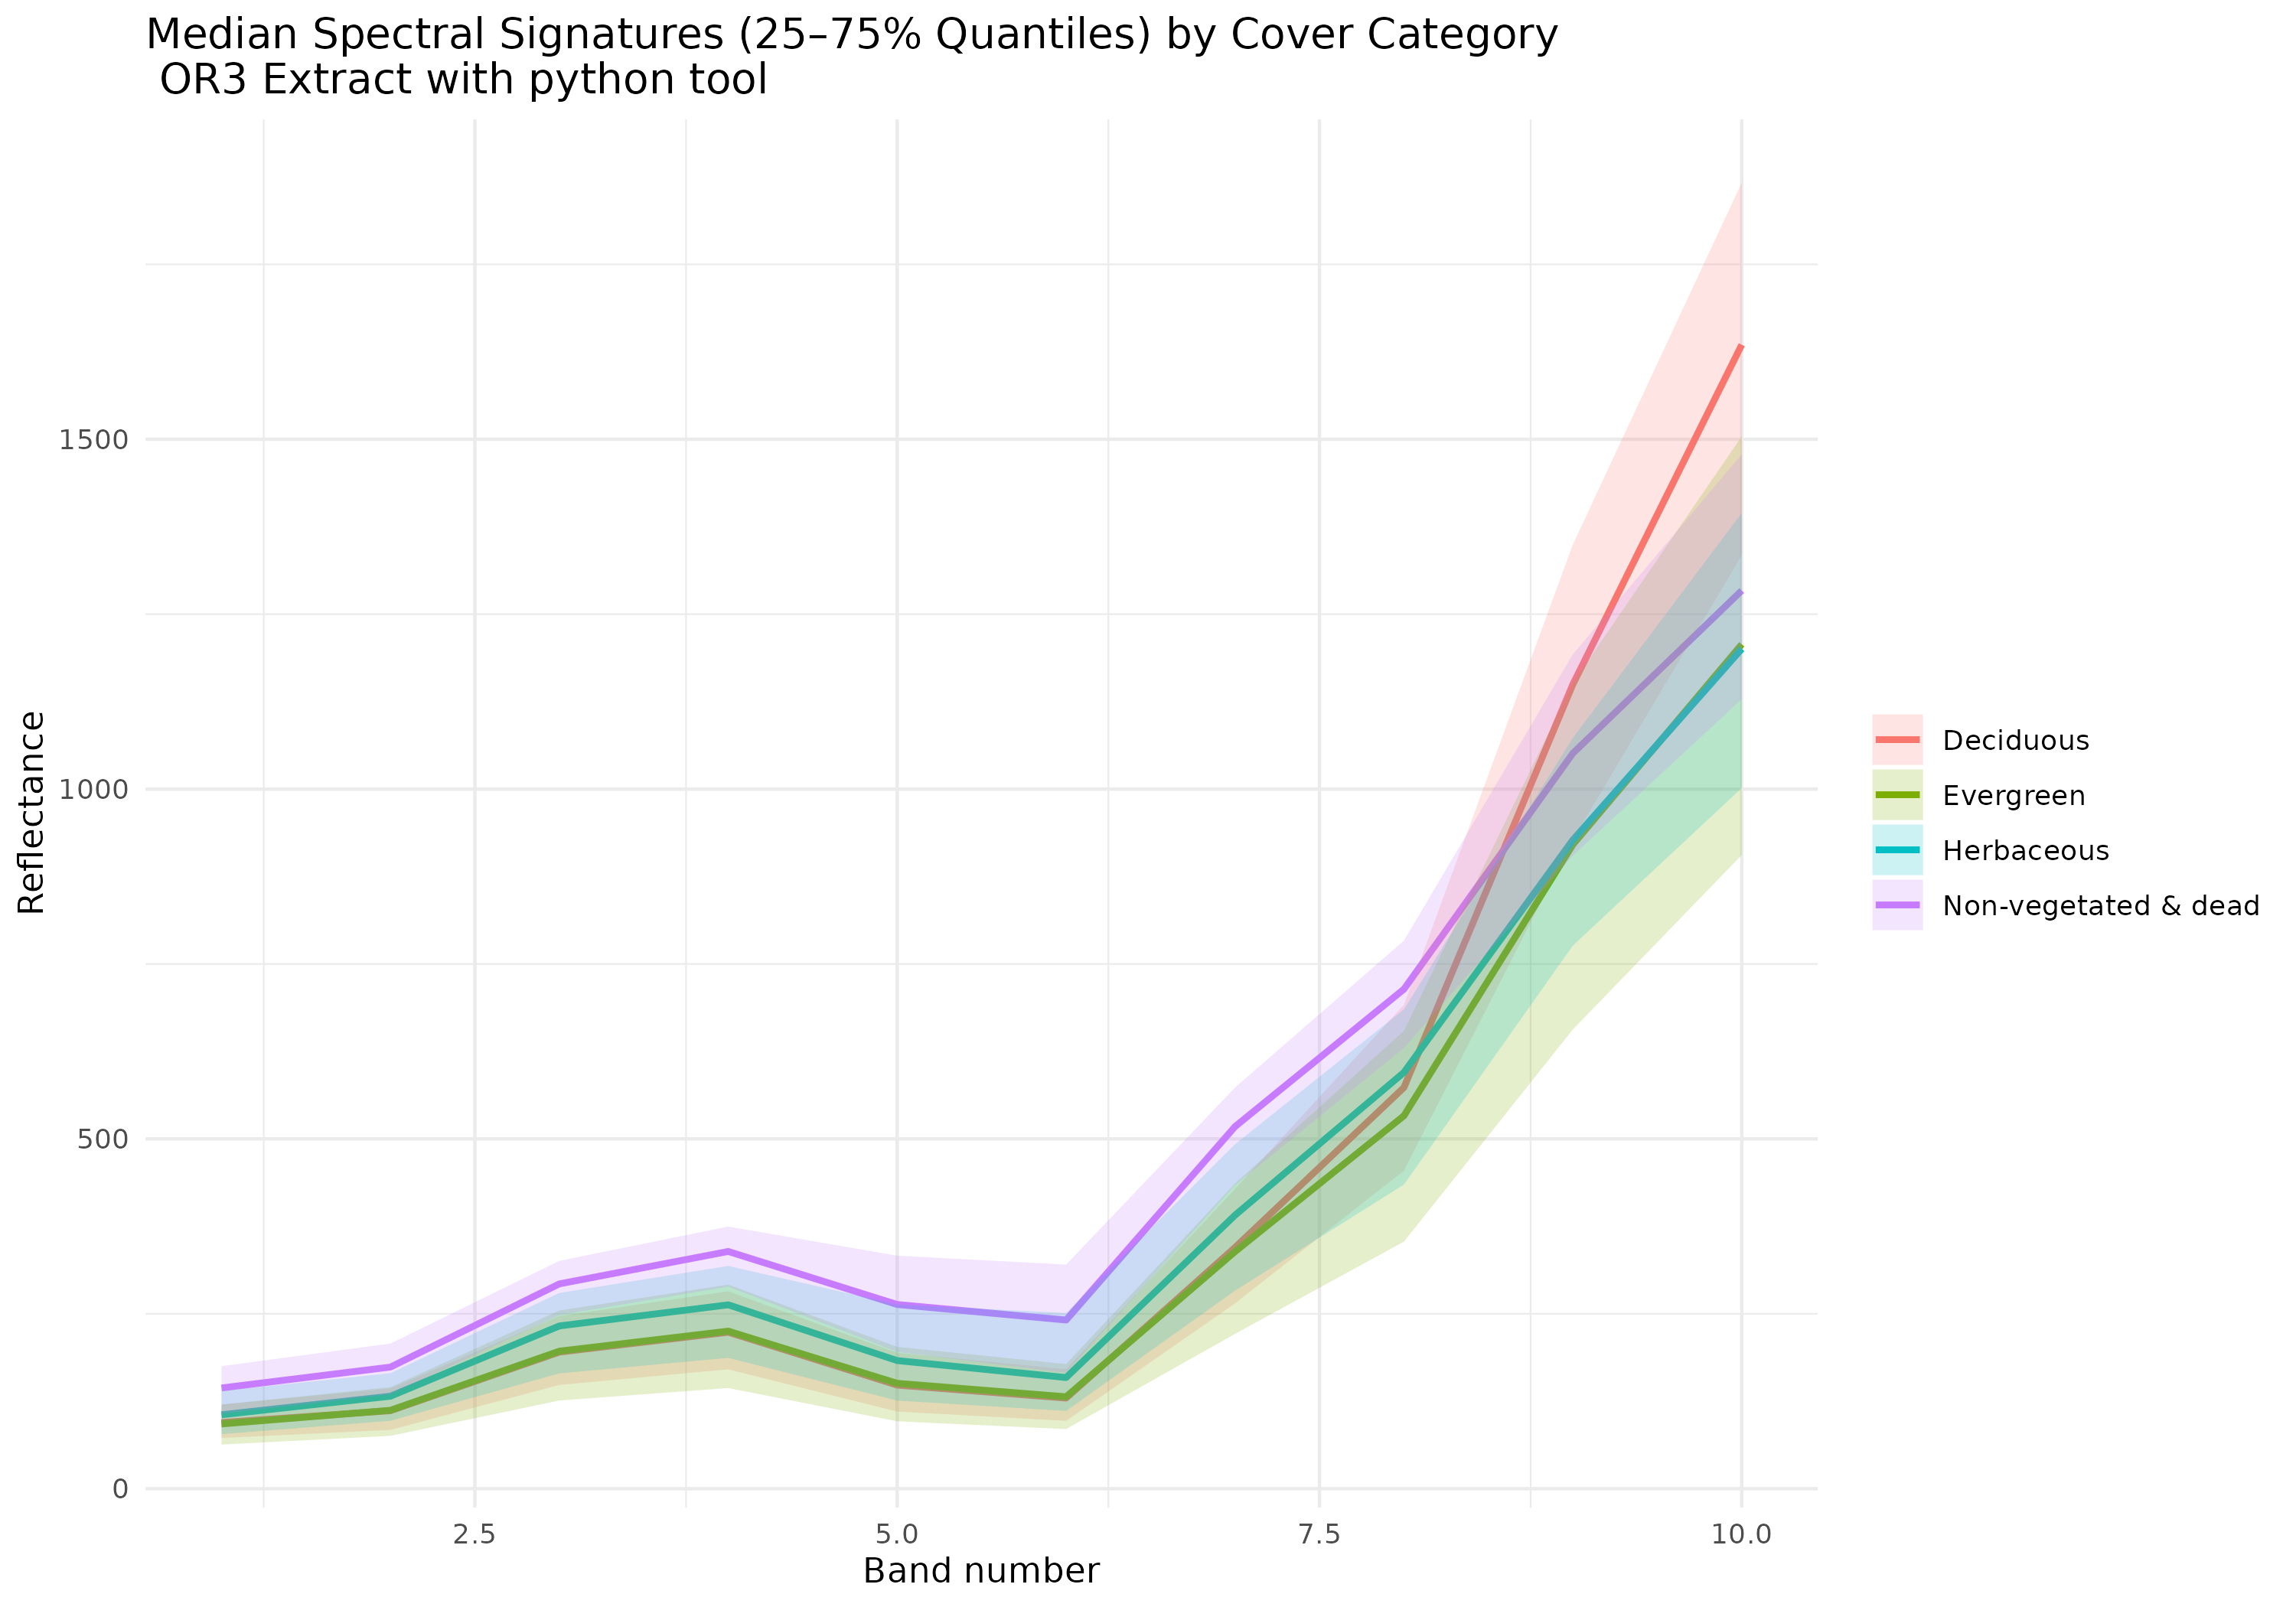 Median Spectral Signatures (25–75% Quantiles) by Cover Category
OR3 Extract with python tool
Reflectance
1500
1000
500
0
2.5 5.0 7.5 10.0
Band number
Deciduous
Evergreen
Herbaceous
Non-vegetated & dead